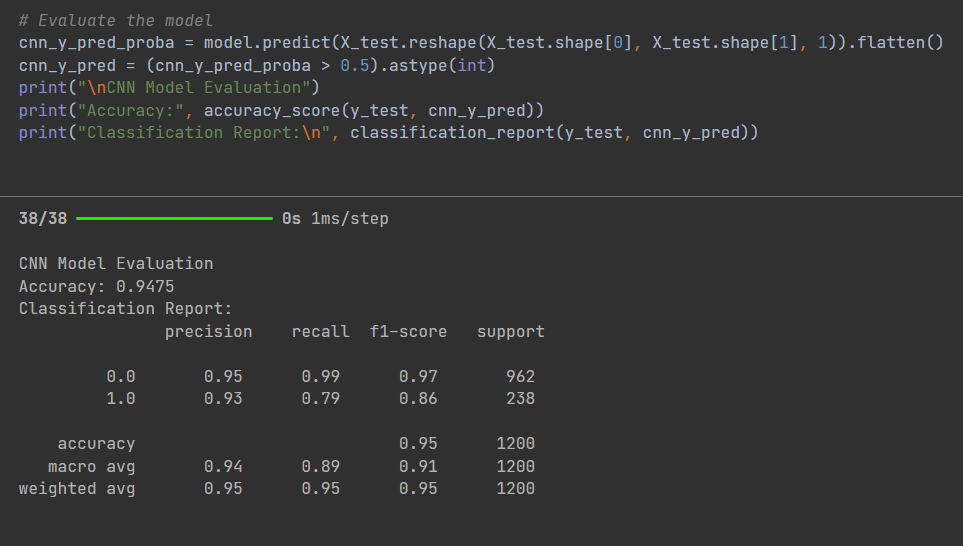 # Evaluate the model
cnn_y_pred_proba = model.predict(X_test.reshape(X_test.shape[0], X_test.shape[1], 1)).flatten()
cnn_y_pred = (cnn_y_pred_proba > 0.5).astype(int)
print("\nCNN Model Evaluation")
print("Accuracy:", accuracy_score(y_test, cnn_y_pred))
print("Classification Report:\n", classification_report(y_test, cnn_y_pred))
38/38 ━━━━━━━━━━━━━━━━━━━━ 0s 1ms/step
CNN Model Evaluation
Accuracy: 0.9475
Classification Report:
precision    recall  f1-score   support
0.0       0.95      0.99      0.97       962
1.0       0.93      0.79      0.86       238
accuracy                           0.95      1200
macro avg       0.94      0.89      0.91      1200
weighted avg       0.95      0.95      0.95      1200